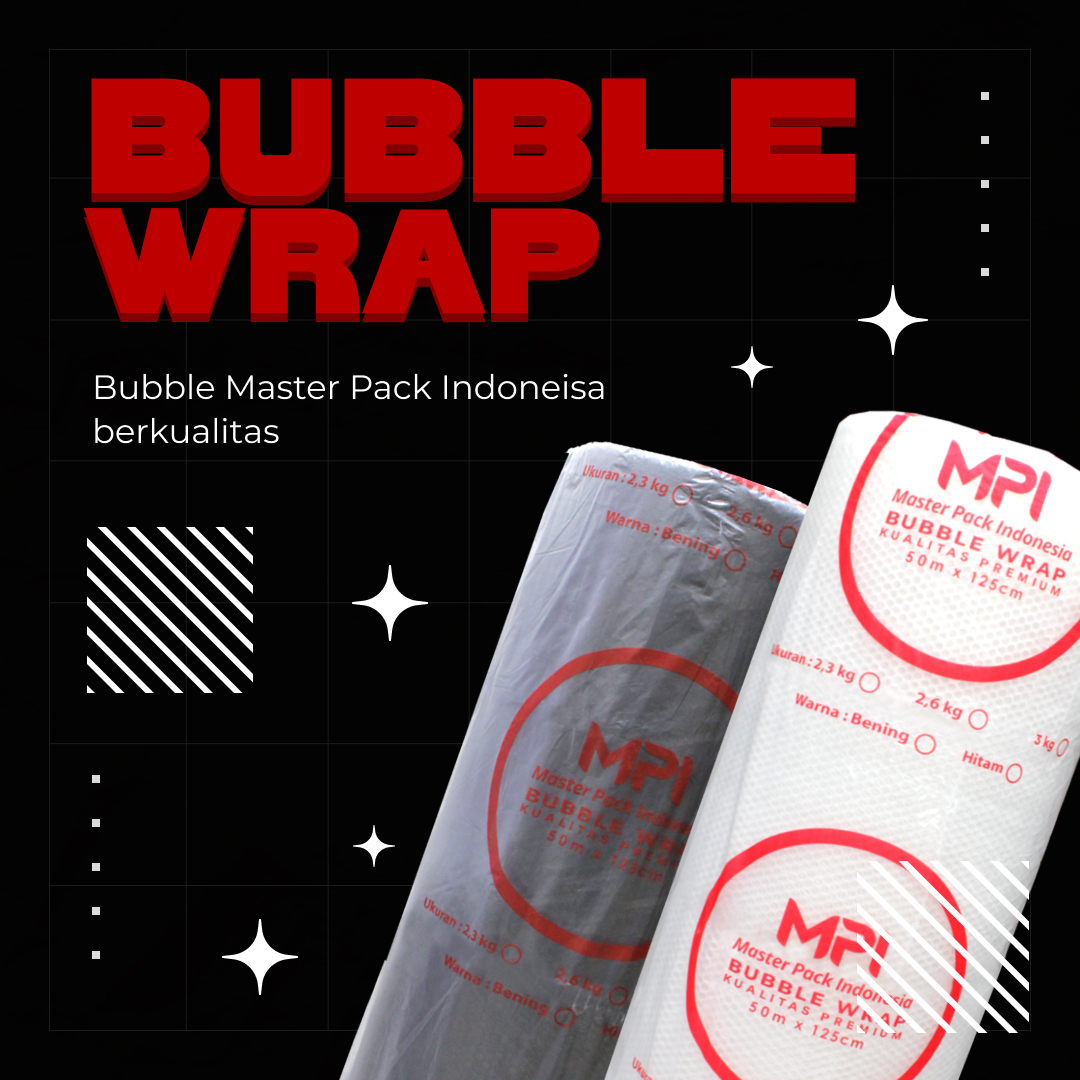 BUBBLE
WRAP
Bubble Master Pack Indoneisa
berkualitas
Ukuran : 2,3 kg
2,6 kg
Warna : Bening
MPI
Master Pack Indonesia
BUBBLE WRAP
KUALITAS PREMIUM
50m x 125cm
Ukuran : 2,3 kg
2,6 kg
3 kg
Warna : Bening
Hitam
MPI
Master Pack Indonesia
BUBBLE WRAP
KUALITAS PREMIUM
50m x 125cm
Ukuran : 2,3 kg
2,6 kg
Warna : Bening
MPI
Master Pack Indonesia
BUBBLE WRAP
KUALITAS PREMIUM
50m x 125cm